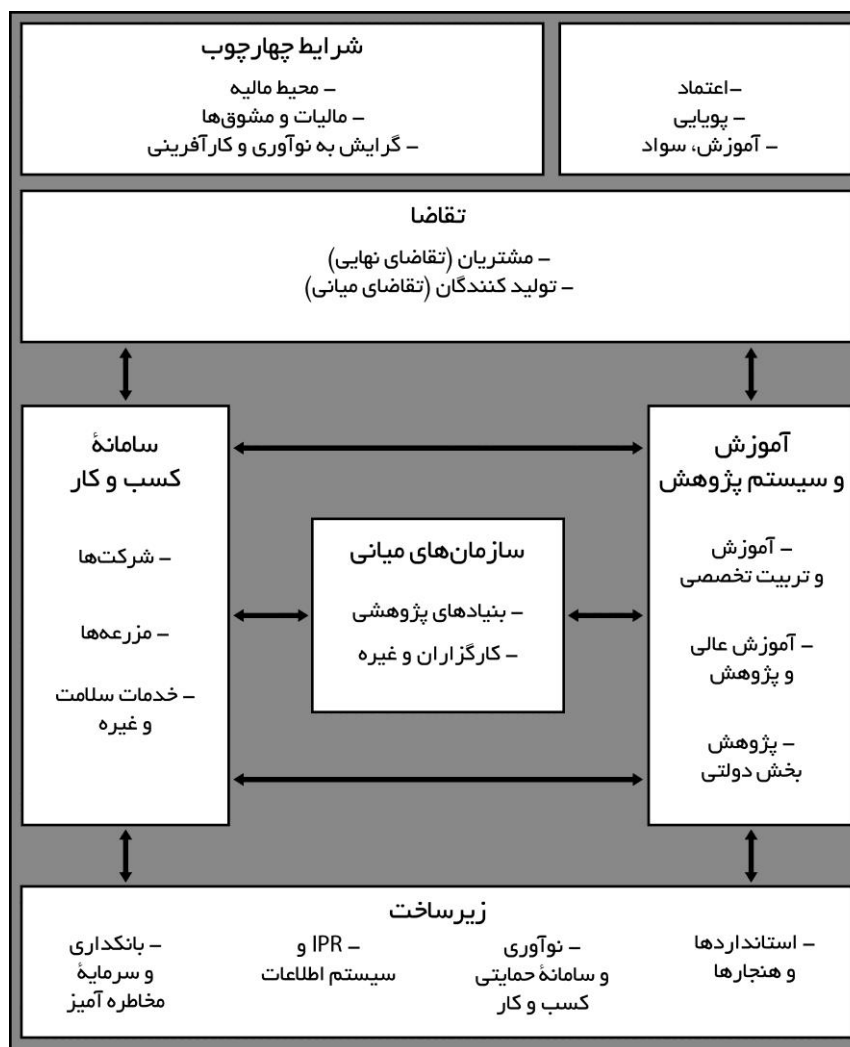 شرایط چهارچوب
– محیط مالیه
– مالیات و مشوق‌ها
– گرایش به نوآوری و کارآفرینی
–اعتماد
– پویایی
– آموزش، سواد
تقاضا
– مشتریان (تقاضای نهایی)
– تولید کنندگان (تقاضای میانی)
آموزش
و سیستم پژوهش
– آموزش
و تربیت تخصصی
– آموزش عالی
و پژوهش
– پژوهش
بخش دولتی
سازمان‌های میانی
– بنیادهای پژوهشی
– کارگزاران و غیره
سامانهٔ
کسب و کار
– شرکت‌ها
– مزرعه‌ها
– خدمات سلامت
و غیره
زیرساخت
– استانداردها
و هنجارها
– نوآوری
و سامانهٔ حمایتی
کسب و کار
– IPR و
سیستم اطلاعات
– بانکداری
و سرمایهٔ
مخاطره آمیز